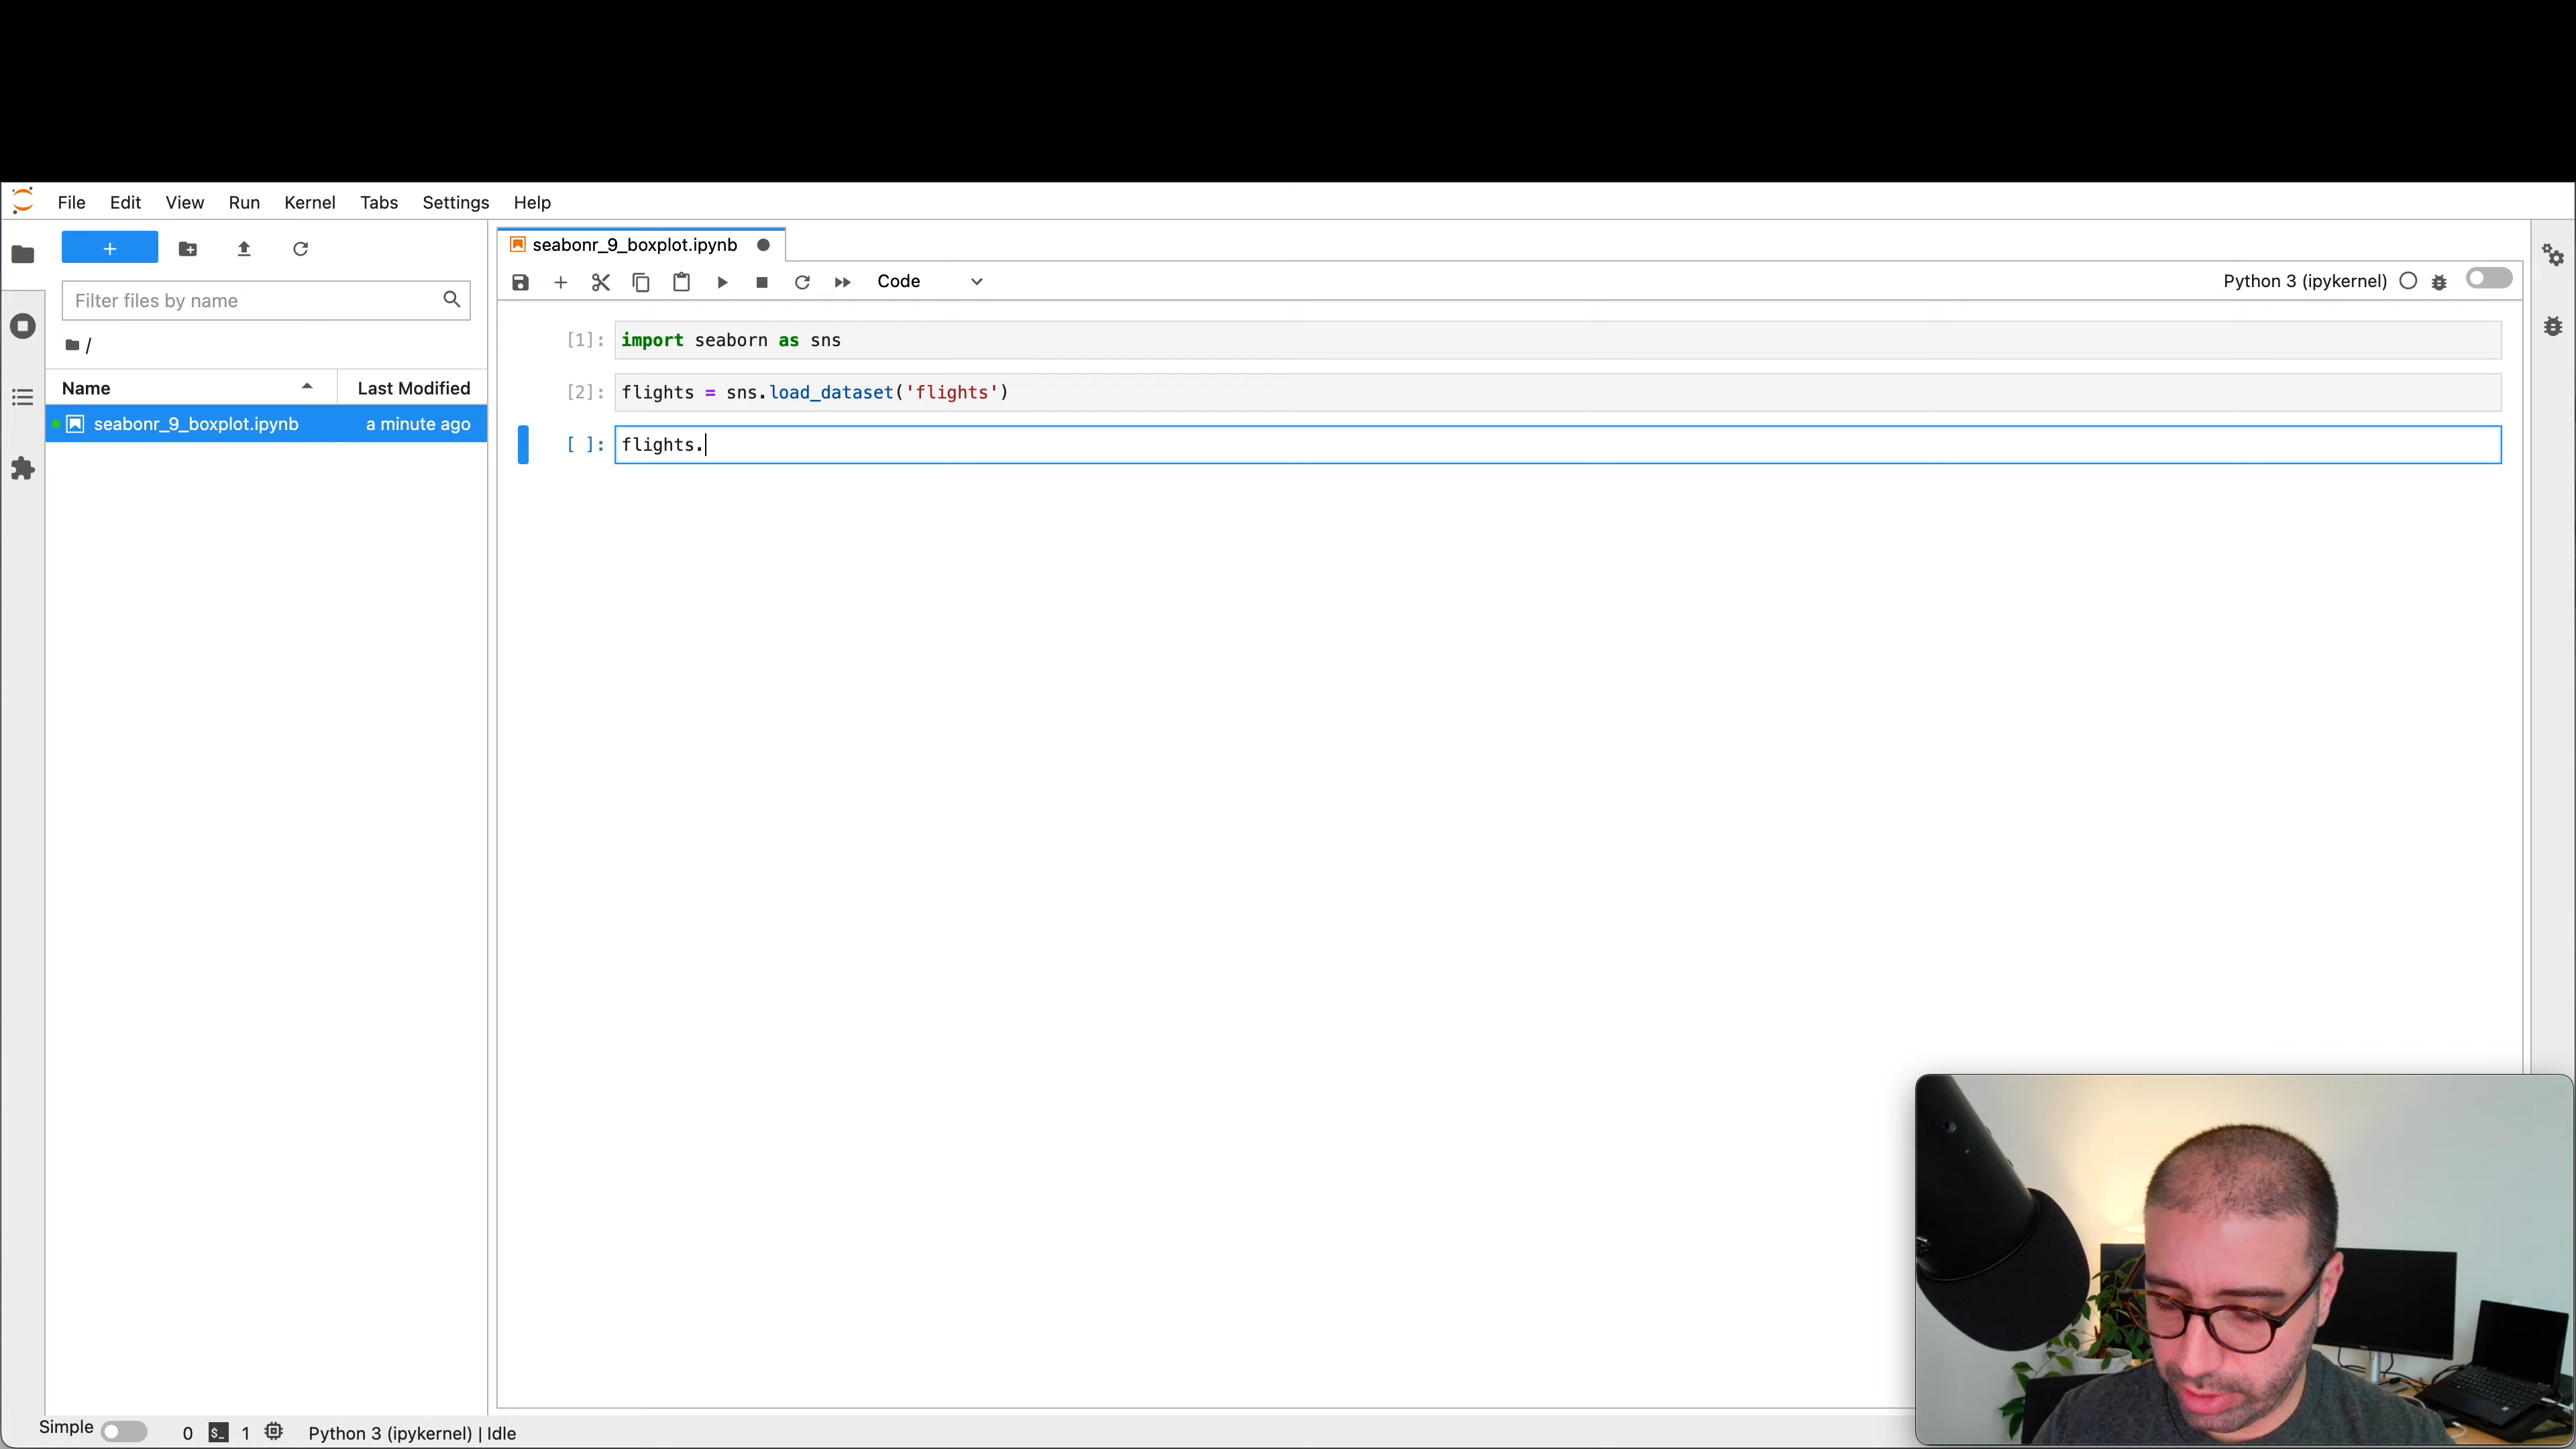 File Edit View Run Kernel Tabs Settings Help
seabonr_9_boxplot.ipynb
Code
Python 3 (ipykernel)
Filter files by name
/
Name Last Modified
seabonr_9_boxplot.ipynb a minute ago
[1]: import seaborn as sns
[2]: flights = sns.load_dataset('flights')
[ ]: flights.
Simple 0 $_ 1 Python 3 (ipykernel) | Idle